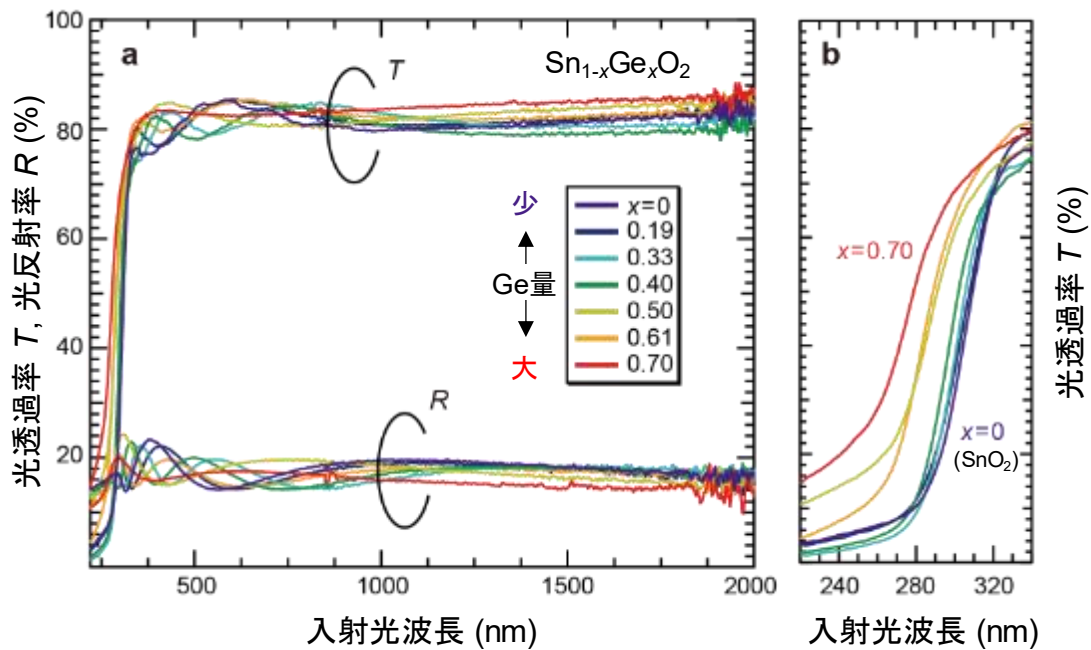 a
T
Sn1-xGexO2
少
Ge量
大
x=0
0.19
0.33
0.40
0.50
0.61
0.70
R
100
80
60
40
20
500
1000
1500
2000
入射光波長 (nm)
光透過率 T, 光反射率 R (%)
b
x=0.70
x=0
(SnO2)
240
280
320
入射光波長 (nm)
光透過率 T (%)